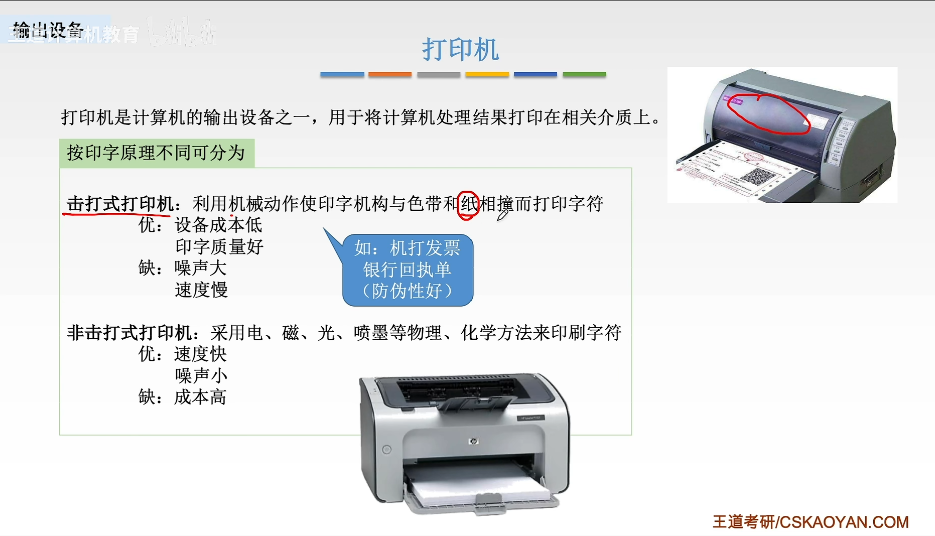 输出设备
王道计算机教育
打印机
打印机是计算机的输出设备之一，用于将计算机处理结果打印在相关介质上。
按印字原理不同可分为
击打式打印机：利用机械动作使印字机构与色带和纸相撞而打印字符
优：设备成本低
印字质量好
缺：噪声大
速度慢
如：机打发票
银行回执单
（防伪性好）
非击打式打印机：采用电、磁、光、喷墨等物理、化学方法来印刷字符
优：速度快
噪声小
缺：成本高
hp
王道考研/CSKAOYAN.COM